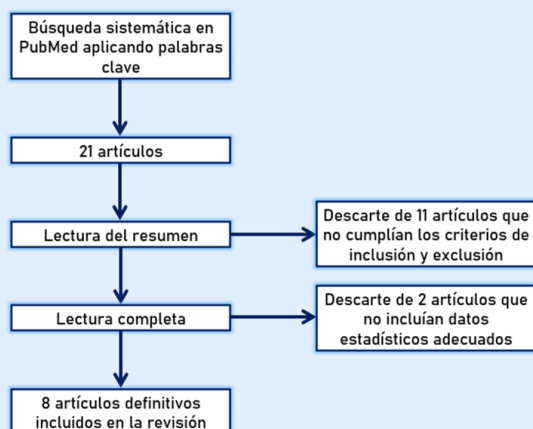 Búsqueda sistemática en
PubMed aplicando palabras
clave
21 artículos
Lectura del resumen
Descarte de 11 artículos que
no cumplían los criterios de
inclusión y exclusión
Lectura completa
Descarte de 2 artículos que
no incluían datos
estadísticos adecuados
8 artículos definitivos
incluidos en la revisión